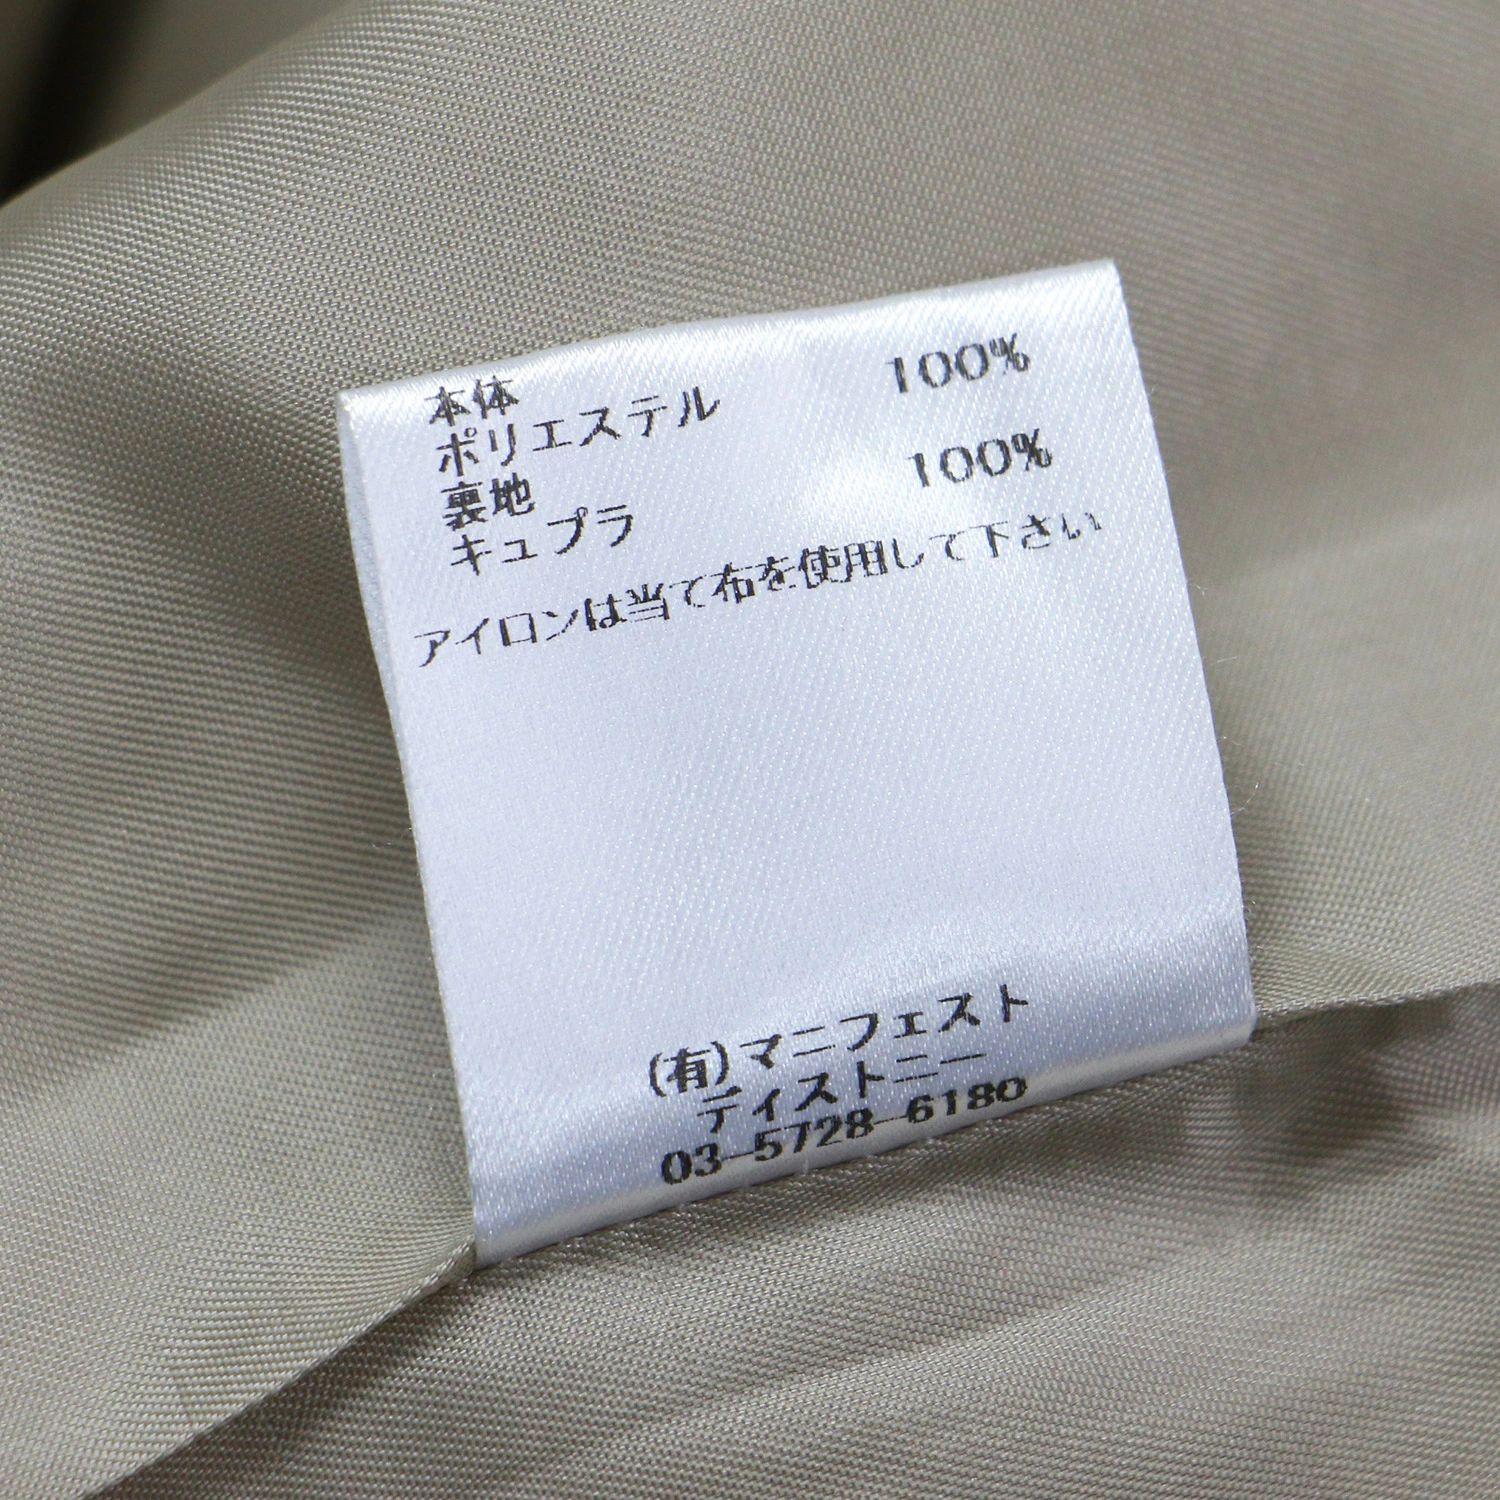 本体
ポリエステル 100%
裏地
キュプラ 100%
アイロンは当て布を使用して下さい
(有)マニフェスト
ディストニー
03-5728-6180